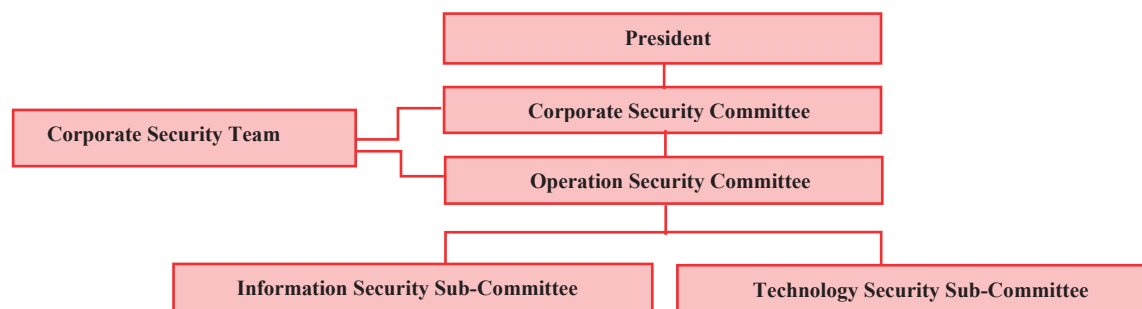 President
Corporate Security Committee
Corporate Security Team
Operation Security Committee
Information Security Sub-Committee
Technology Security Sub-Committee